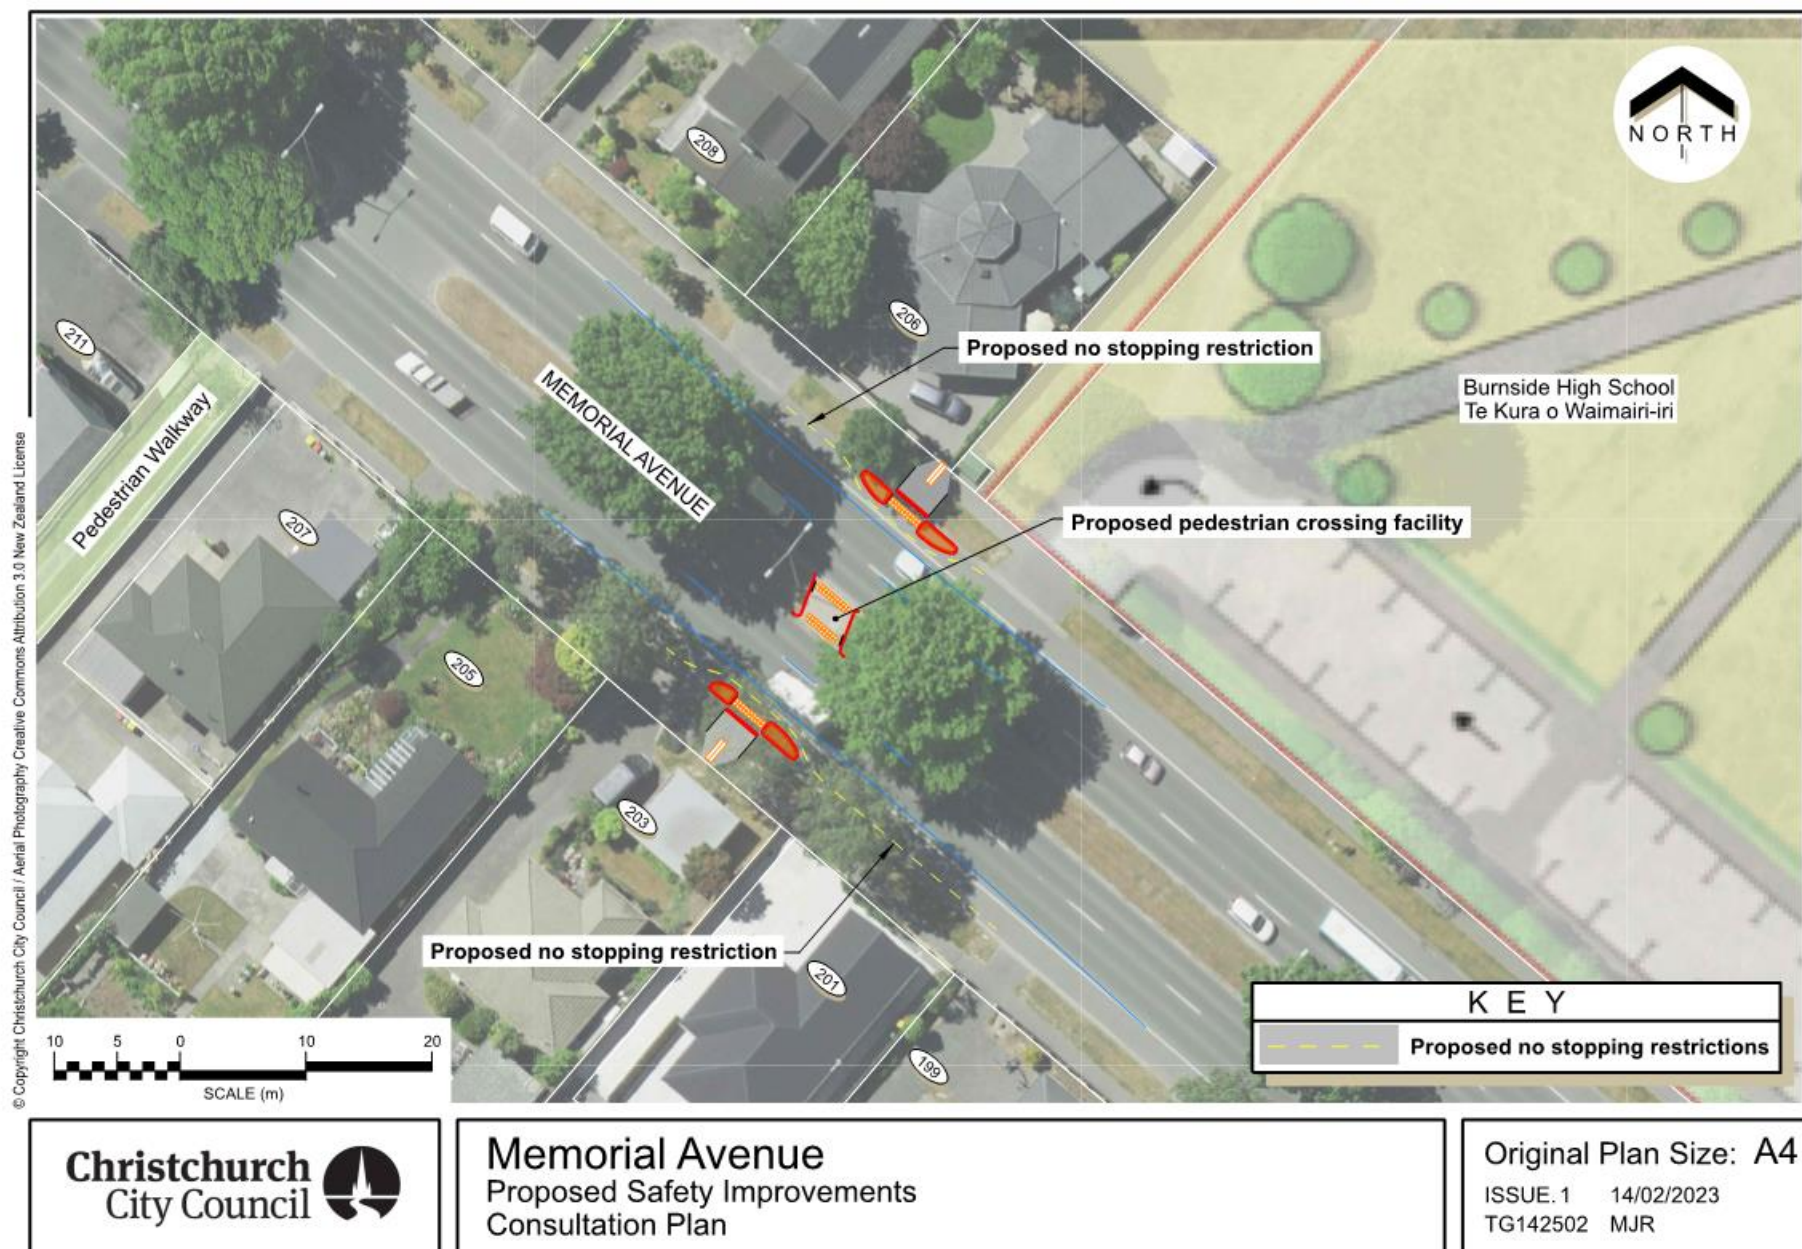 NORTH
208
206
211
Proposed no stopping restriction
MEMORIAL AVENUE
Burnside High School
Te Kura o Waimairi-iri
Pedestrian Walkway
207
Proposed pedestrian crossing facility
205
203
Proposed no stopping restriction
201
199
KEY
Proposed no stopping restrictions
10 5 0 10 20
SCALE (m)
© Copyright Christchurch City Council / Aerial Photography Creative Commons Attribution 3.0 New Zealand License
Christchurch
City Council
Memorial Avenue
Proposed Safety Improvements
Consultation Plan
Original Plan Size: A4
ISSUE. 1 14/02/2023
TG142502 MJR